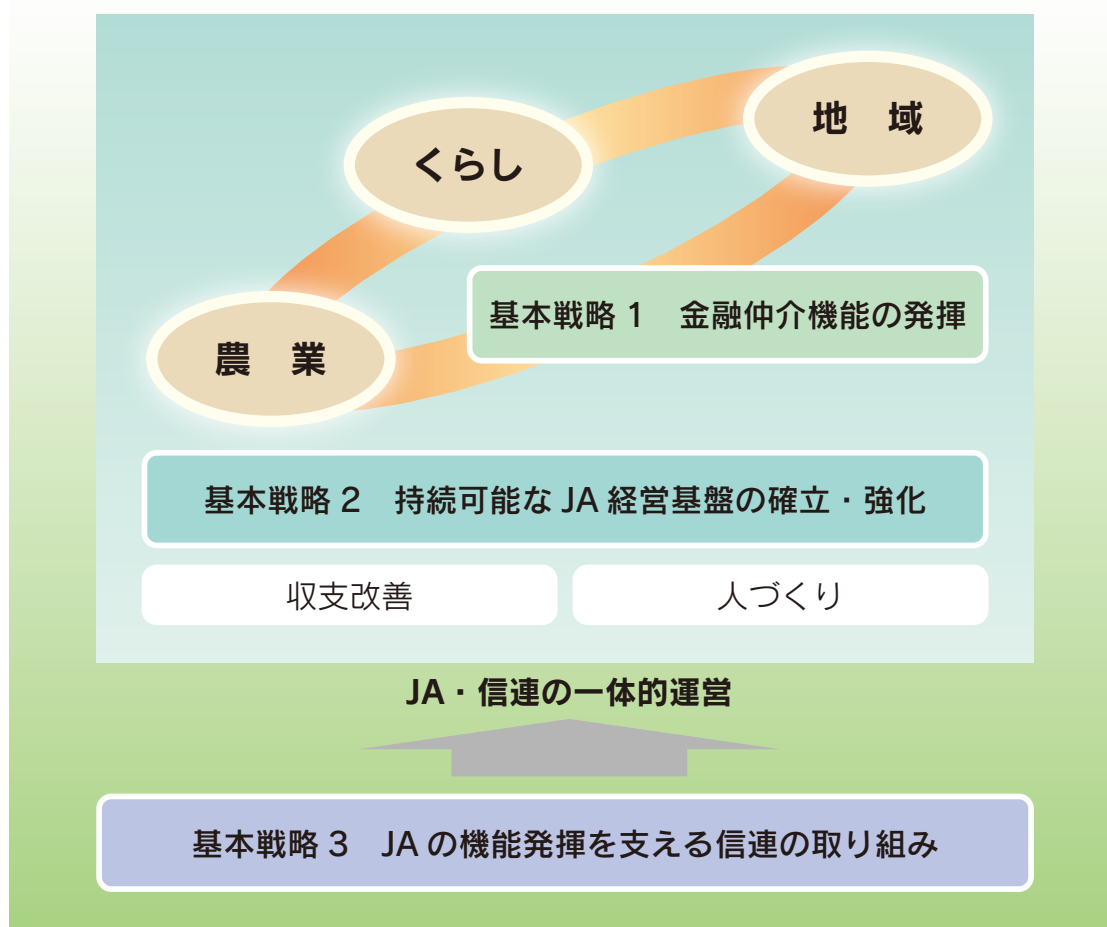 地　域
くらし
基本戦略 1　金融仲介機能の発揮
農　業
基本戦略 2　持続可能な JA 経営基盤の確立・強化
収支改善
人づくり
JA・信連の一体的運営
基本戦略 3　JA の機能発揮を支える信連の取り組み